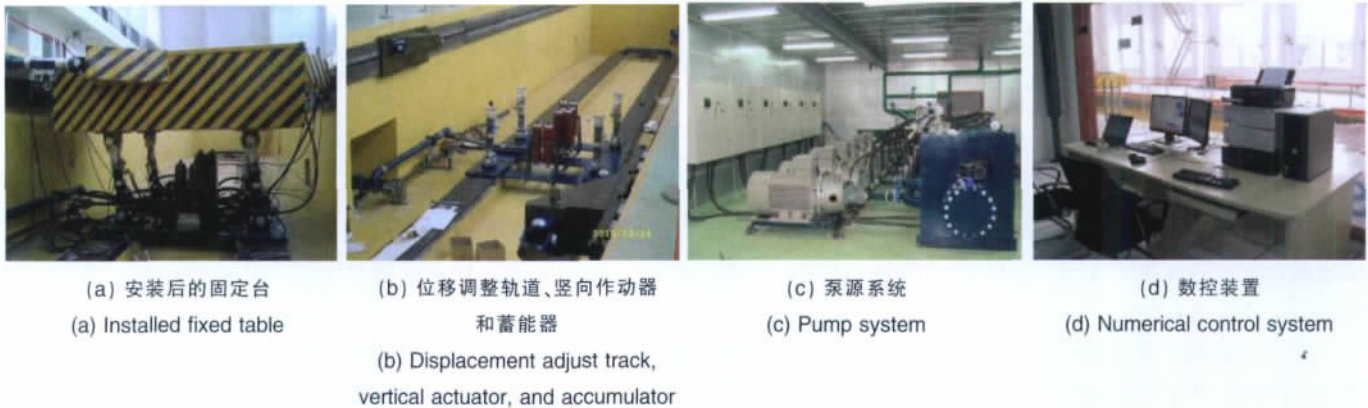 (a) 安装后的固定台
(a) Installed fixed table
(b) 位移调整轨道、竖向作动器
和蓄能器
(b) Displacement adjust track,
vertical actuator, and accumulator
(c) 泵源系统
(c) Pump system
(d) 数控装置
(d) Numerical control system